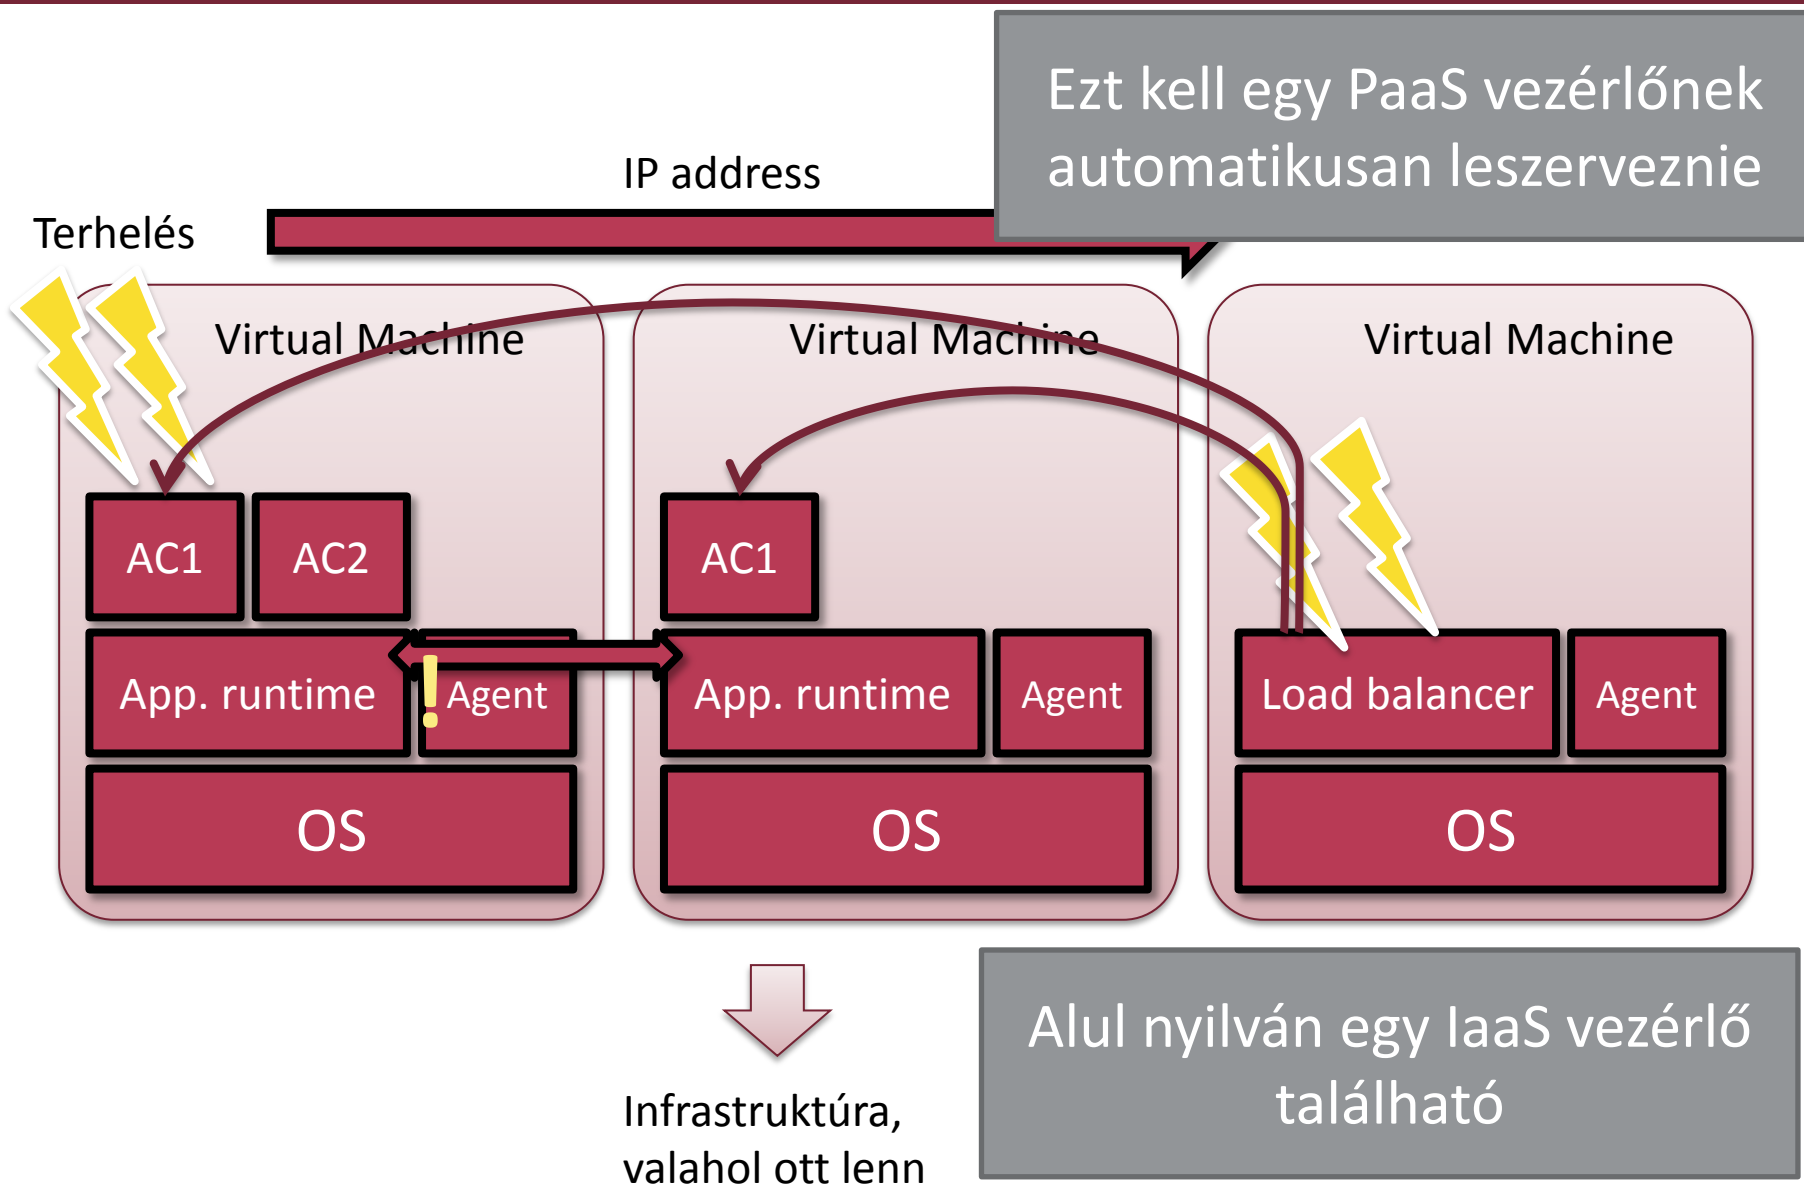 Ezt kell egy PaaS vezérlőnek
automatikusan leszerveznie
IP address
Terhelés
Virtual Machine
Virtual Machine
Virtual Machine
AC1
AC2
AC1
App. runtime
!
Agent
App. runtime
Agent
Load balancer
Agent
OS
OS
OS
Alul nyilván egy IaaS vezérlő
található
Infrastruktúra,
valahol ott lenn